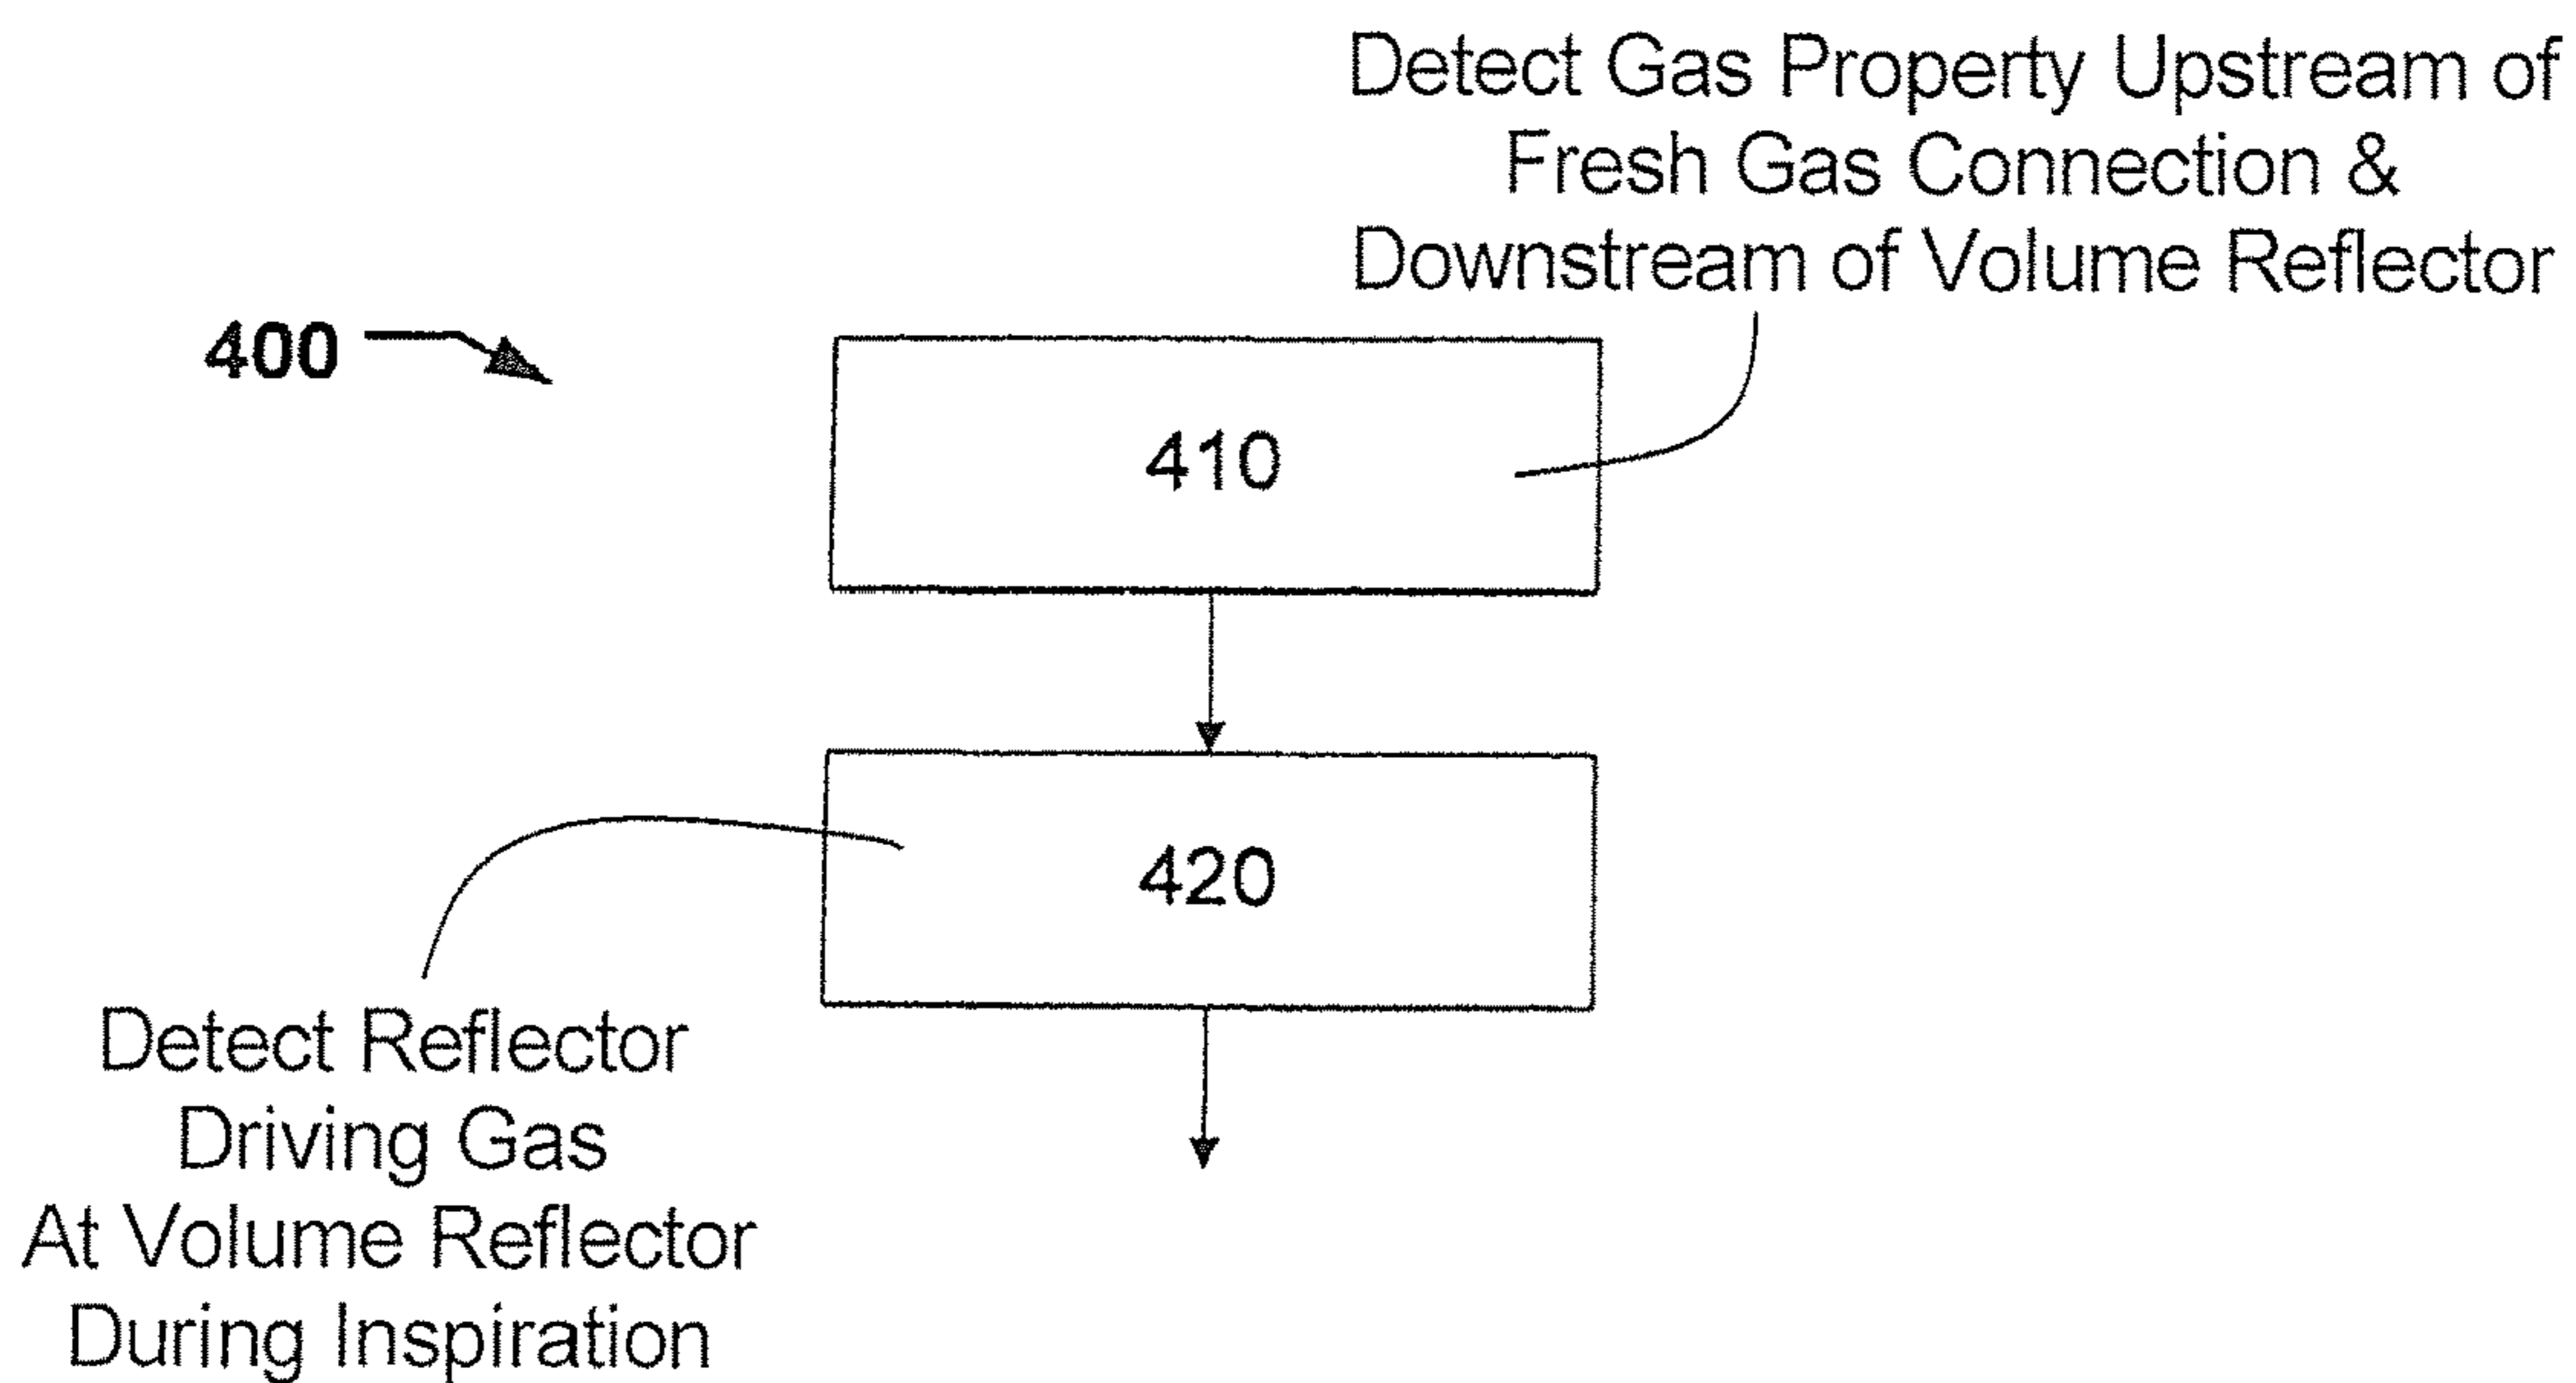 Detect Gas Property Upstream of
Fresh Gas Connection &
Downstream of Volume Reflector
400
410
420
Detect Reflector
Driving Gas
At Volume Reflector
During Inspiration